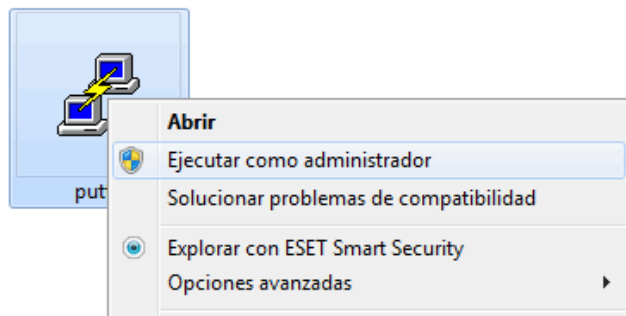 Abrir
Ejecutar como administrador
put
Solucionar problemas de compatibilidad
Explorar con ESET Smart Security
Opciones avanzadas